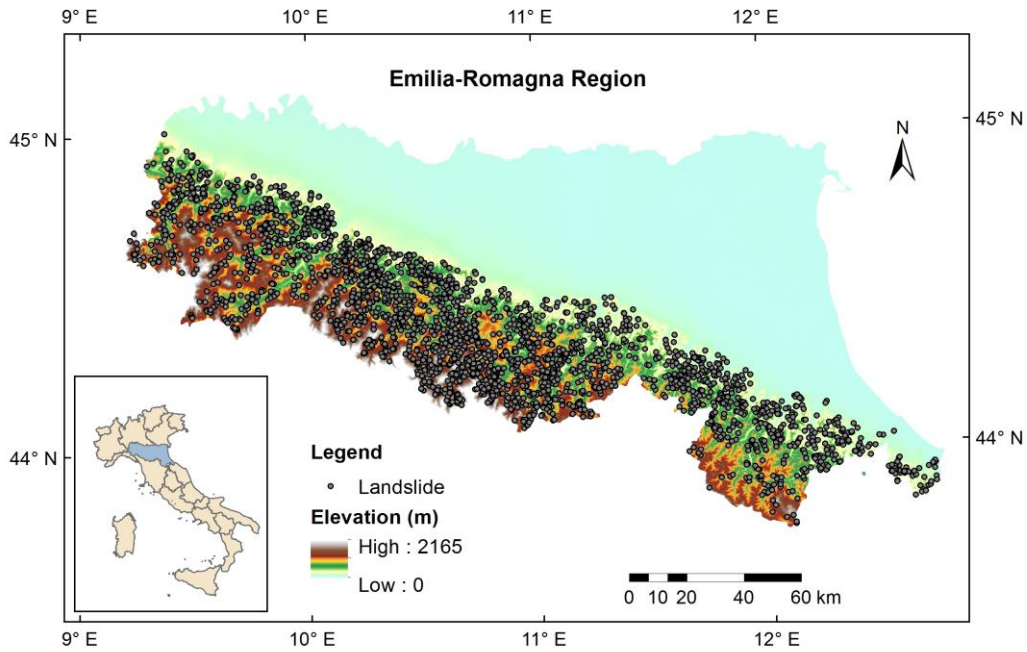 9° E 10° E 11° E 12° E
Emilia-Romagna Region
45° N 45° N
N
44° N 44° N
Legend
Landslide
Elevation (m)
High : 2165
Low : 0
0 10 20 40 60 km
9° E 10° E 11° E 12° E